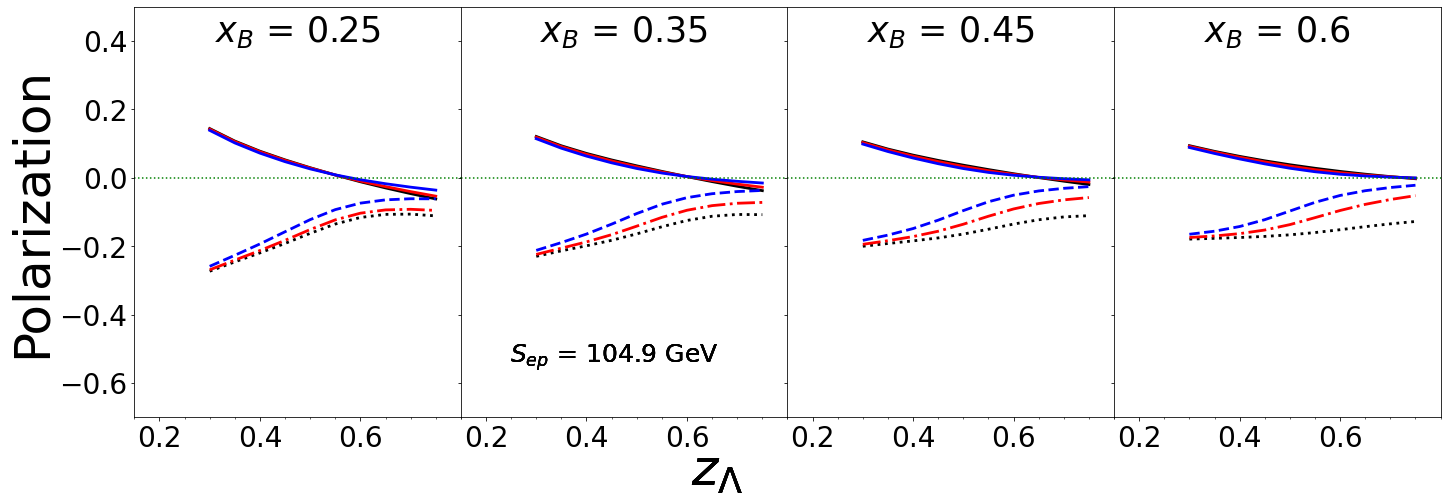 x_B = 0.25
x_B = 0.35
x_B = 0.45
x_B = 0.6
Polarization
0.4
0.2
0.0
−0.2
−0.4
−0.6
S_ep = 104.9 GeV
0.2 0.4 0.6
0.2 0.4 0.6
0.2 0.4 0.6
0.2 0.4 0.6
z_Λ